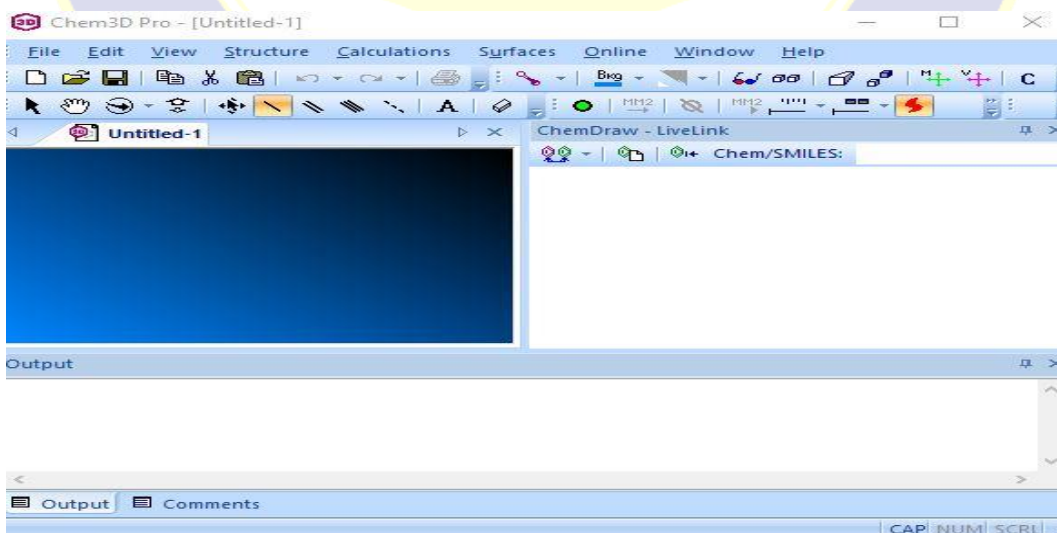 Chem3D Pro - [Untitled-1]
File Edit View Structure Calculations Surfaces Online Window Help
Bkg
A MM2 MM2
Untitled-1
ChemDraw - LiveLink
Chem/SMILES:
Output
Output Comments
CAP NUM SCRL